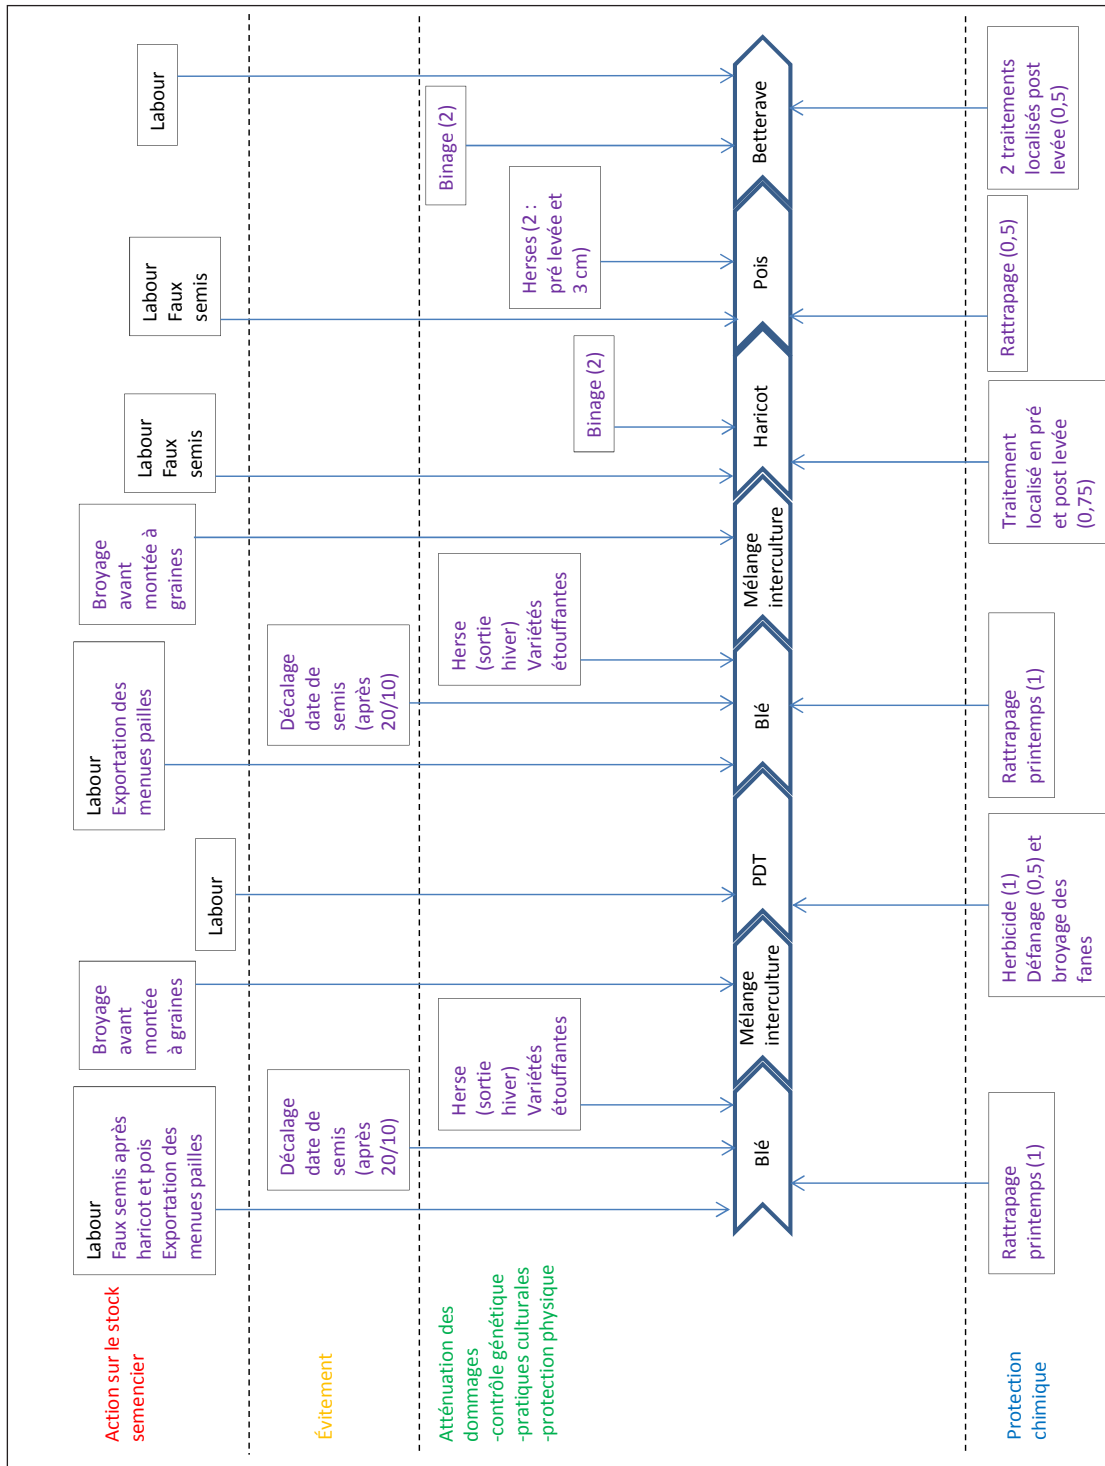 Action sur le stock
semencier
Labour
Faux semis après
haricot et pois
Exportation des
menues pailles
Broyage
avant
montée
à graines
Labour
Labour
Exportation des
menues pailles
Broyage
avant
montée à
graines
Labour
Faux
semis
Labour
Faux
semis
Labour
Évitement
Décalage
date de
semis
(après
20/10)
Décalage
date de
semis
(après
20/10)
Atténuation des
dommages
-contrôle génétique
-pratiques culturales
-protection physique
Herse
(sortie
hiver)
Variétés
étouffantes
Herse
(sortie
hiver)
Variétés
étouffantes
Binage (2)
Herses (2 :
pré levée et
3 cm)
Binage (2)
Blé
Mélange
interculture
PDT
Blé
Mélange
interculture
Haricot
Pois
Betterave
Protection
chimique
Rattrapage
printemps (1)
Herbicide (1)
Défanage (0,5) et
broyage des
fanes
Rattrapage
printemps (1)
Traitement
localisé en pré
et post levée
(0,75)
Rattrapage (0,5)
2 traitements
localisés post
levée (0,5)